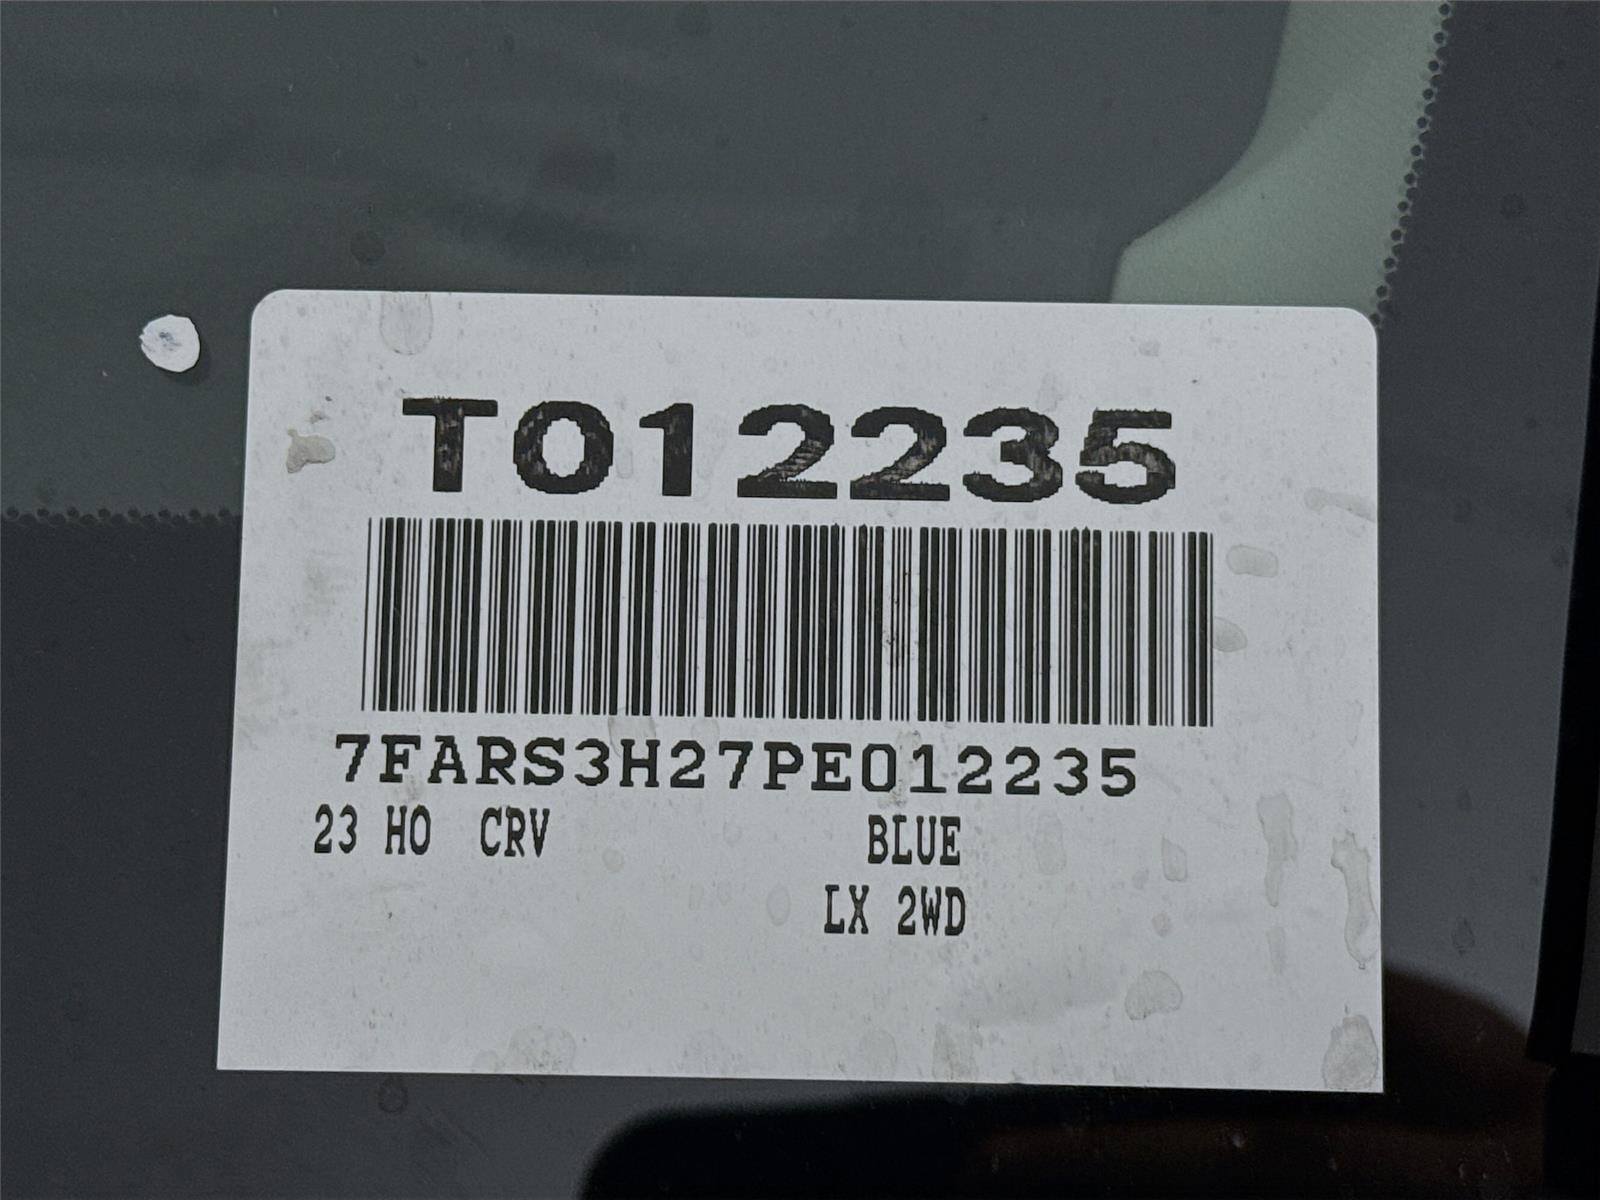 T012235
7FARS3H27PE012235
23 HO CRV BLUE
LX 2WD